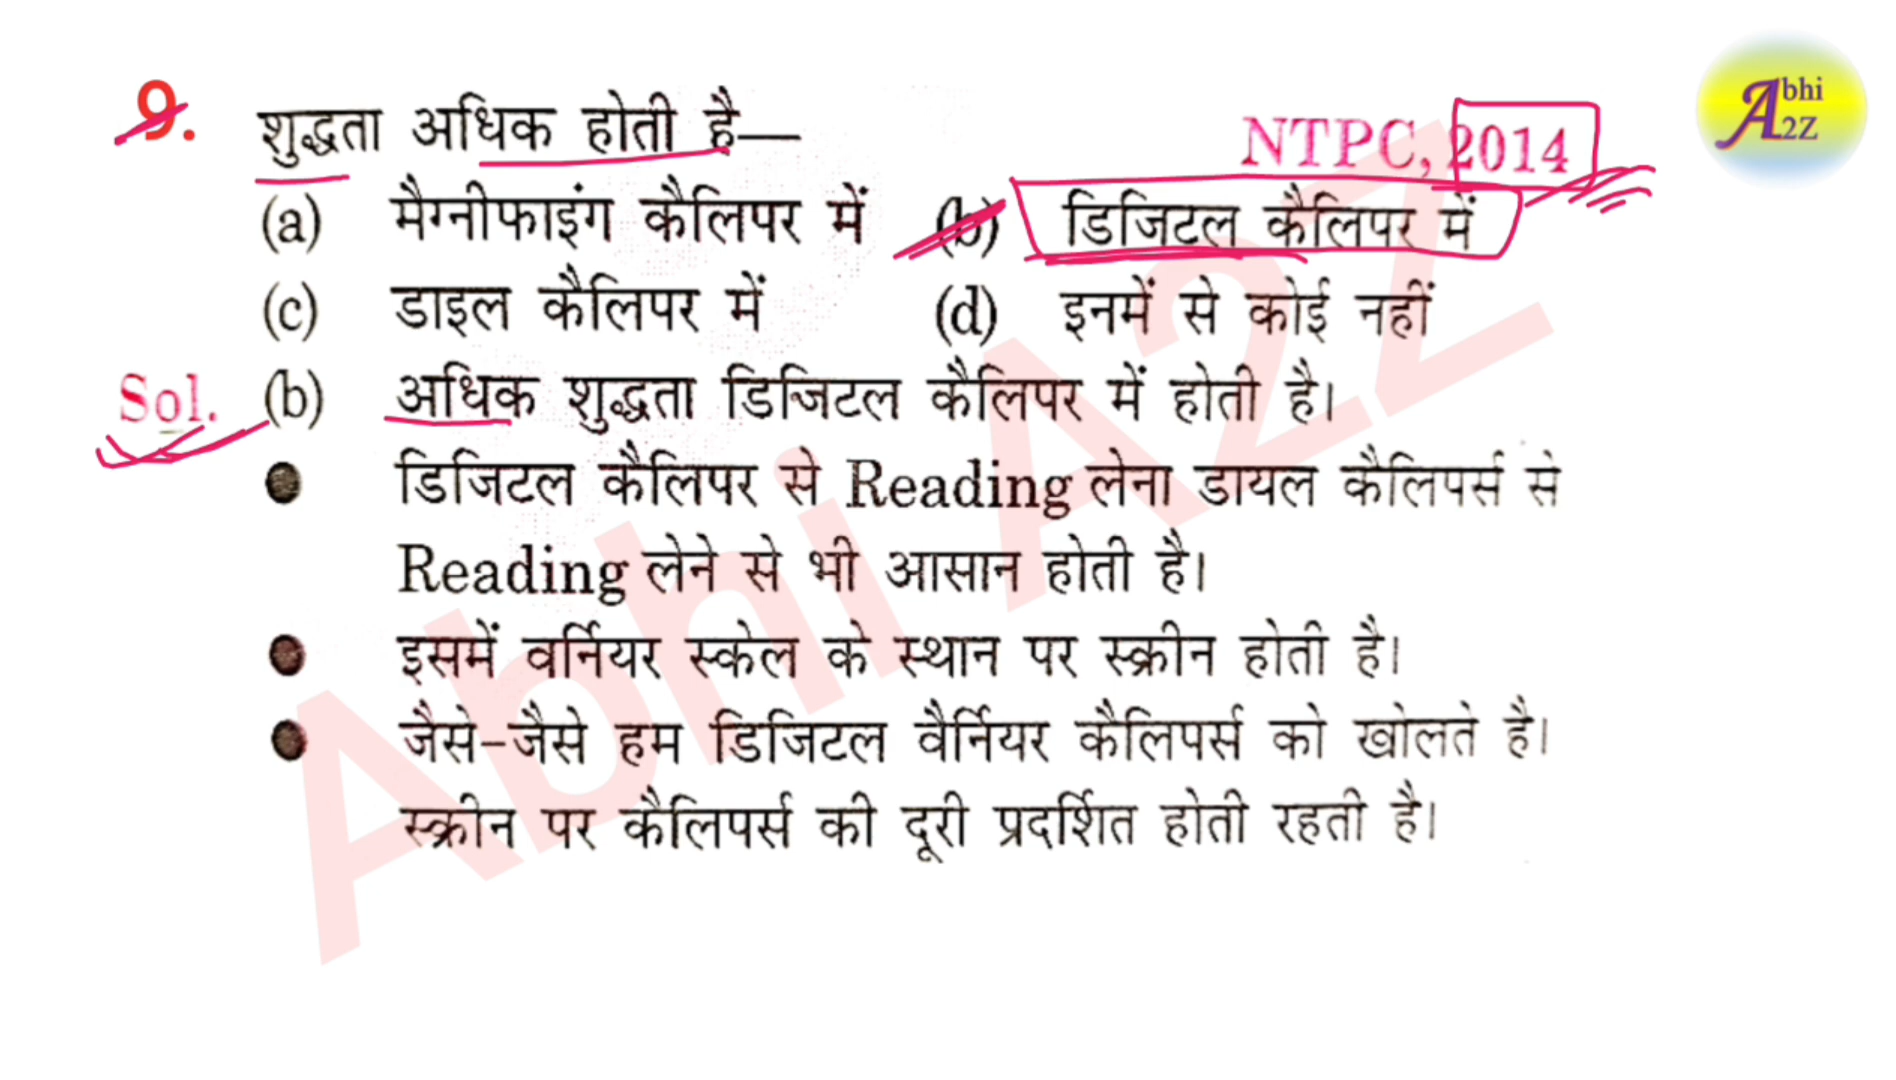 Abhi
A2Z
9. शुद्धता अधिक होती है— NTPC, 2014
(a) मैग्नीफाइंग कैलिपर में (b) डिजिटल कैलिपर में
(c) डाइल कैलिपर में (d) इनमें से कोई नहीं
Sol. (b) अधिक शुद्धता डिजिटल कैलिपर में होती है।
● डिजिटल कैलिपर से Reading लेना डायल कैलिपर्स से
Reading लेने से भी आसान होती है।
● इसमें वर्नियर स्केल के स्थान पर स्क्रीन होती है।
● जैसे-जैसे हम डिजिटल वैर्नियर कैलिपर्स को खोलते है।
स्क्रीन पर कैलिपर्स की दूरी प्रदर्शित होती रहती है।
Abhi A2Z